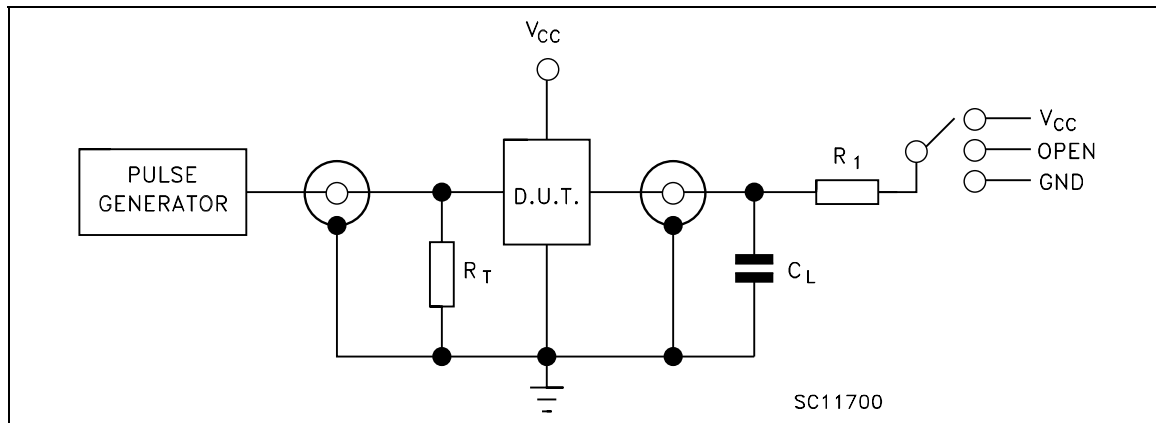 VCC
PULSE
GENERATOR
D.U.T.
RT
CL
R1
VCC
OPEN
GND
SC11700